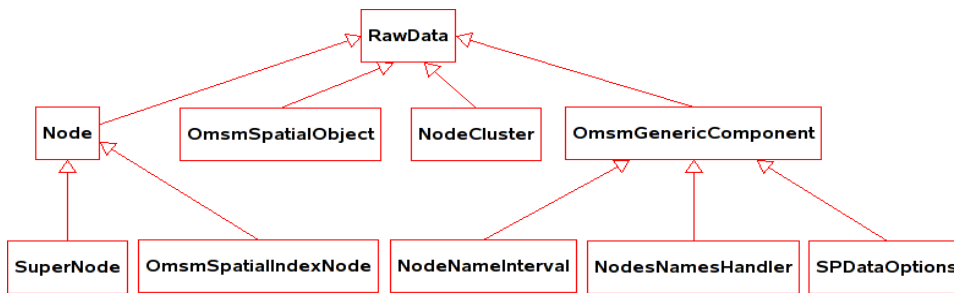 RawData
Node
OmsmSpatialObject
NodeCluster
OmsmGenericComponent
SuperNode
OmsmSpatialIndexNode
NodeNameInterval
NodesNamesHandler
SPDataOptions